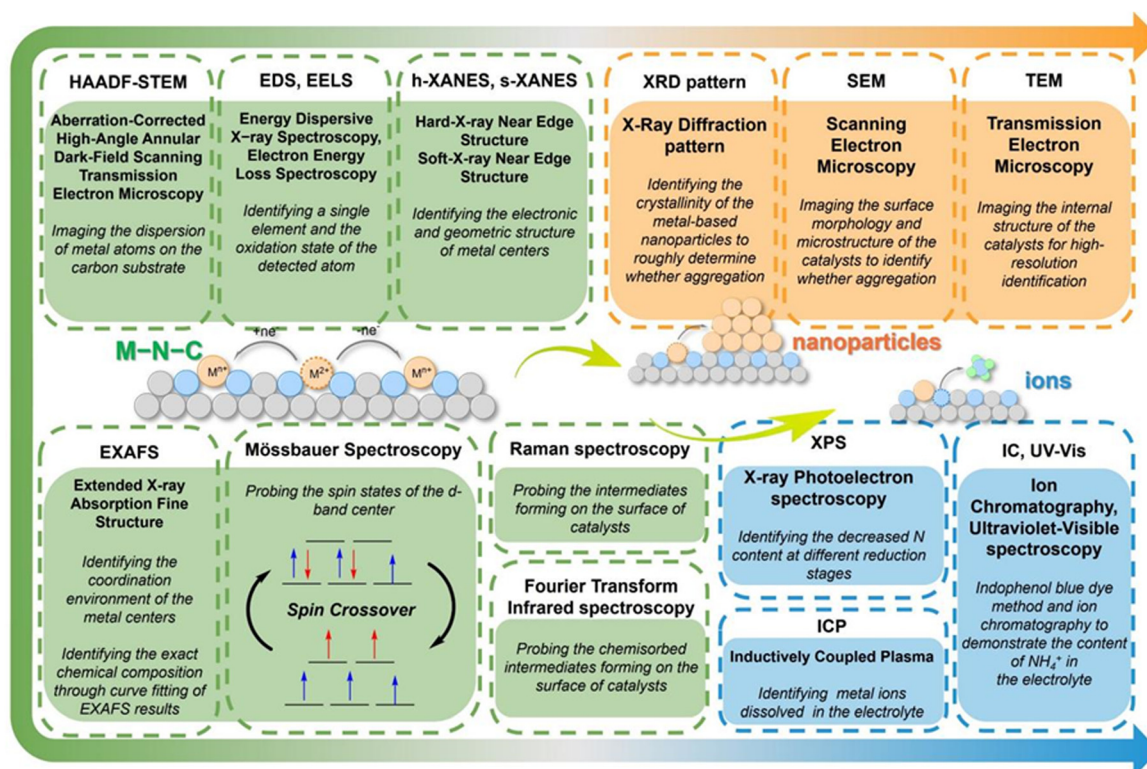 HAADF-STEM
Aberration-Corrected
High-Angle Annular
Dark-Field Scanning
Transmission
Electron Microscopy
Imaging the dispersion
of metal atoms on the
carbon substrate
EDS, EELS
Energy Dispersive
X-ray Spectroscopy,
Electron Energy
Loss Spectroscopy
Identifying a single
element and the
oxidation state of the
detected atom
h-XANES, s-XANES
Hard-X-ray Near Edge
Structure
Soft-X-ray Near Edge
Structure
Identifying the electronic
and geometric structure
of metal centers
XRD pattern
X-Ray Diffraction
pattern
Identifying the
crystallinity of the
metal-based
nanoparticles to
roughly determine
whether aggregation
SEM
Scanning
Electron
Microscopy
Imaging the surface
morphology and
microstructure of the
catalysts to identify
whether aggregation
TEM
Transmission
Electron
Microscopy
Imaging the internal
structure of the
catalysts for high-
resolution
identification
M−N−C
+ne⁻
-ne⁻
Mⁿ⁺
M²⁺
Mⁿ⁺
nanoparticles
ions
EXAFS
Extended X-ray
Absorption Fine
Structure
Identifying the
coordination
environment of the
metal centers
Identifying the exact
chemical composition
through curve fitting of
EXAFS results
Mössbauer Spectroscopy
Probing the spin states of the d-
band center
Spin Crossover
Raman spectroscopy
Probing the intermediates
forming on the surface of
catalysts
Fourier Transform
Infrared spectroscopy
Probing the chemisorbed
intermediates forming on the
surface of catalysts
XPS
X-ray Photoelectron
spectroscopy
Identifying the decreased N
content at different reduction
stages
ICP
Inductively Coupled Plasma
Identifying metal ions
dissolved in the electrolyte
IC, UV-Vis
Ion
Chromatography,
Ultraviolet-Visible
spectroscopy
Indophenol blue dye
method and ion
chromatography to
demonstrate the content
of NH₄⁺ in
the electrolyte